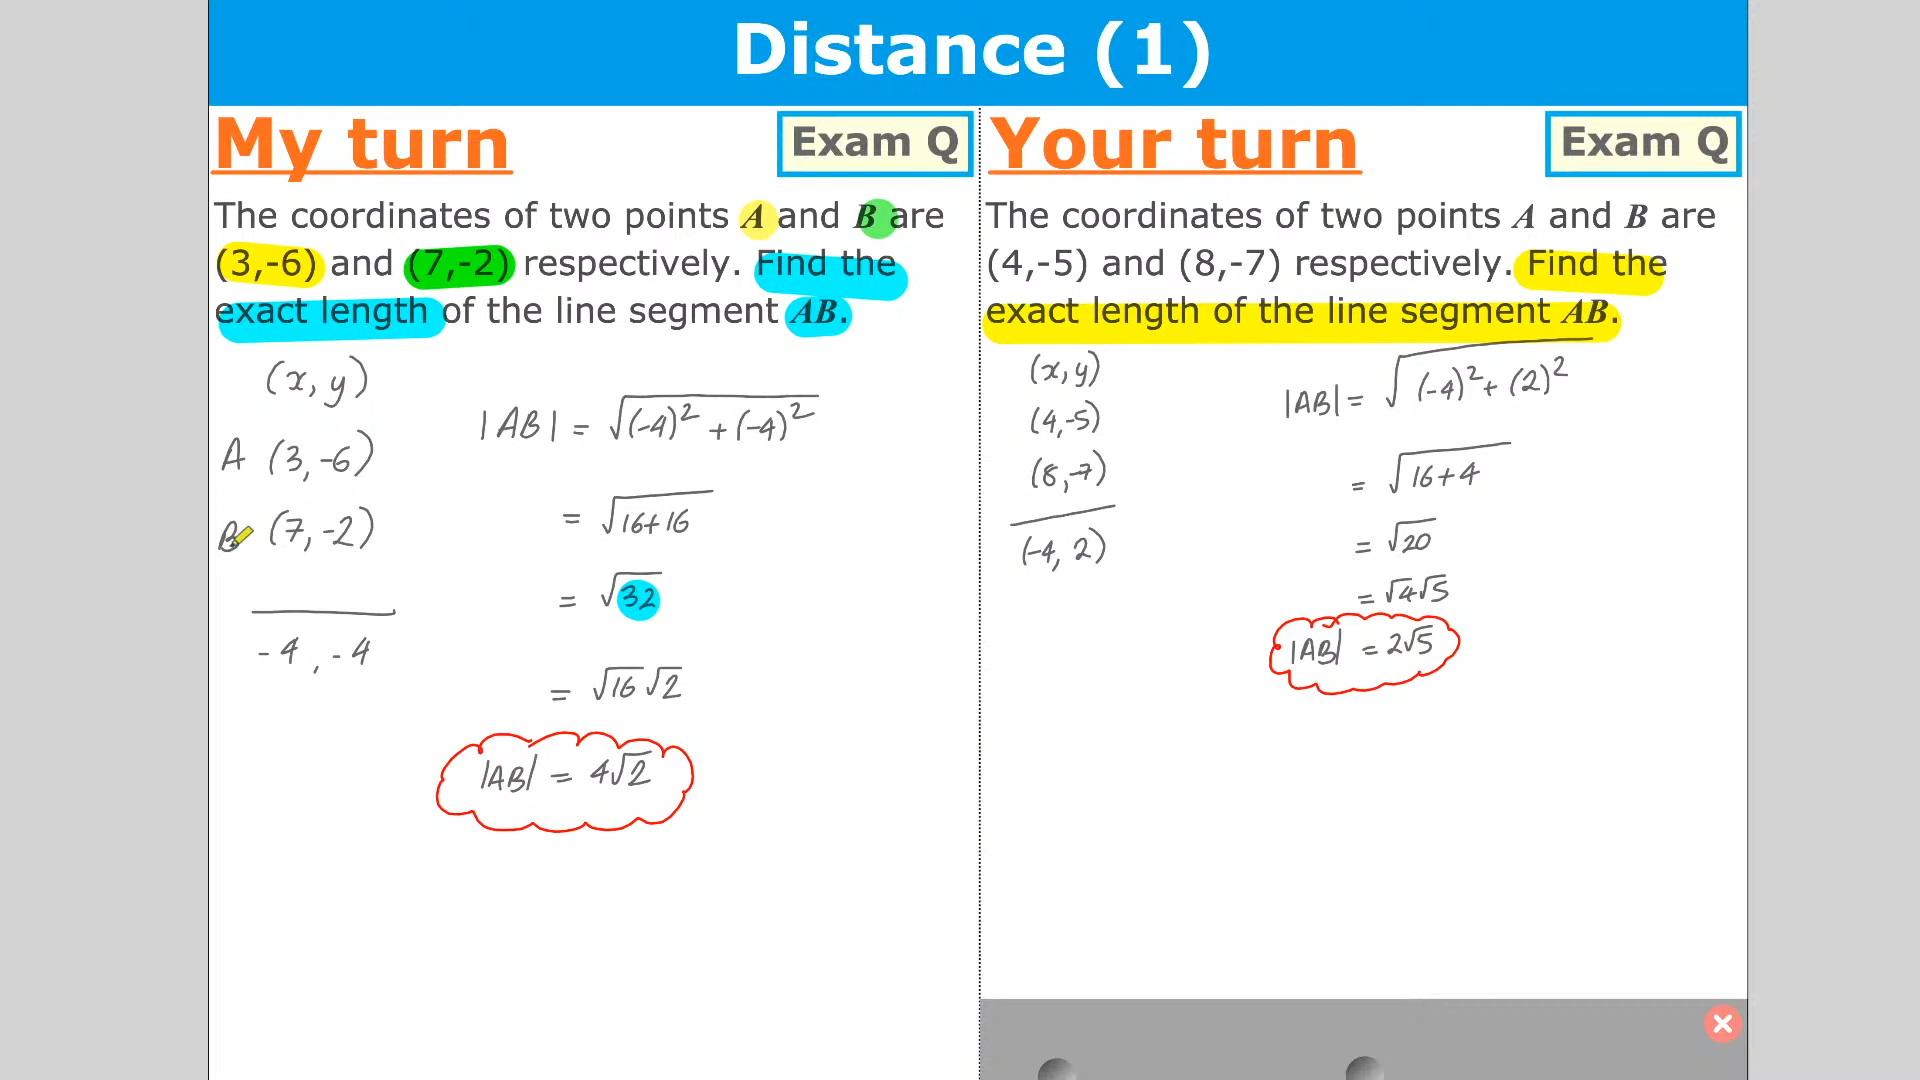 Distance (1)
My turn
Exam Q
The coordinates of two points A and B are
(3,-6) and (7,-2) respectively. Find the
exact length of the line segment AB.
(x, y)
A (3, -6)
B (7, -2)
-4 , -4
|AB| = √(-4)² + (-4)²
= √16+16
= √32
= √16 √2
|AB| = 4√2
Your turn
Exam Q
The coordinates of two points A and B are
(4,-5) and (8,-7) respectively. Find the
exact length of the line segment AB.
(x, y)
(4, -5)
(8, -7)
(-4, 2)
|AB| = √(-4)² + (2)²
= √16+4
= √20
= √4√5
|AB| = 2√5